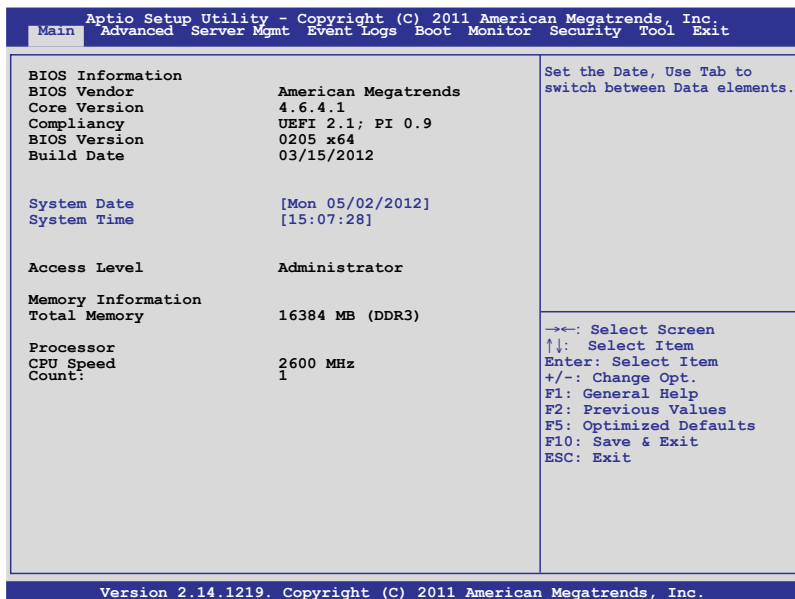 Aptio Setup Utility - Copyright (C) 2011 American Megatrends, Inc.
Main Advanced Server Mgmt Event Logs Boot Monitor Security Tool Exit
BIOS Information
BIOS Vendor American Megatrends
Core Version 4.6.4.1
Compliancy UEFI 2.1; PI 0.9
BIOS Version 0205 x64
Build Date 03/15/2012
System Date [Mon 05/02/2012]
System Time [15:07:28]
Access Level Administrator
Memory Information
Total Memory 16384 MB (DDR3)
Processor
CPU Speed 2600 MHz
Count: 1
Set the Date, Use Tab to
switch between Data elements.
→←: Select Screen
↑↓: Select Item
Enter: Select Item
+/-: Change Opt.
F1: General Help
F2: Previous Values
F5: Optimized Defaults
F10: Save & Exit
ESC: Exit
Version 2.14.1219. Copyright (C) 2011 American Megatrends, Inc.